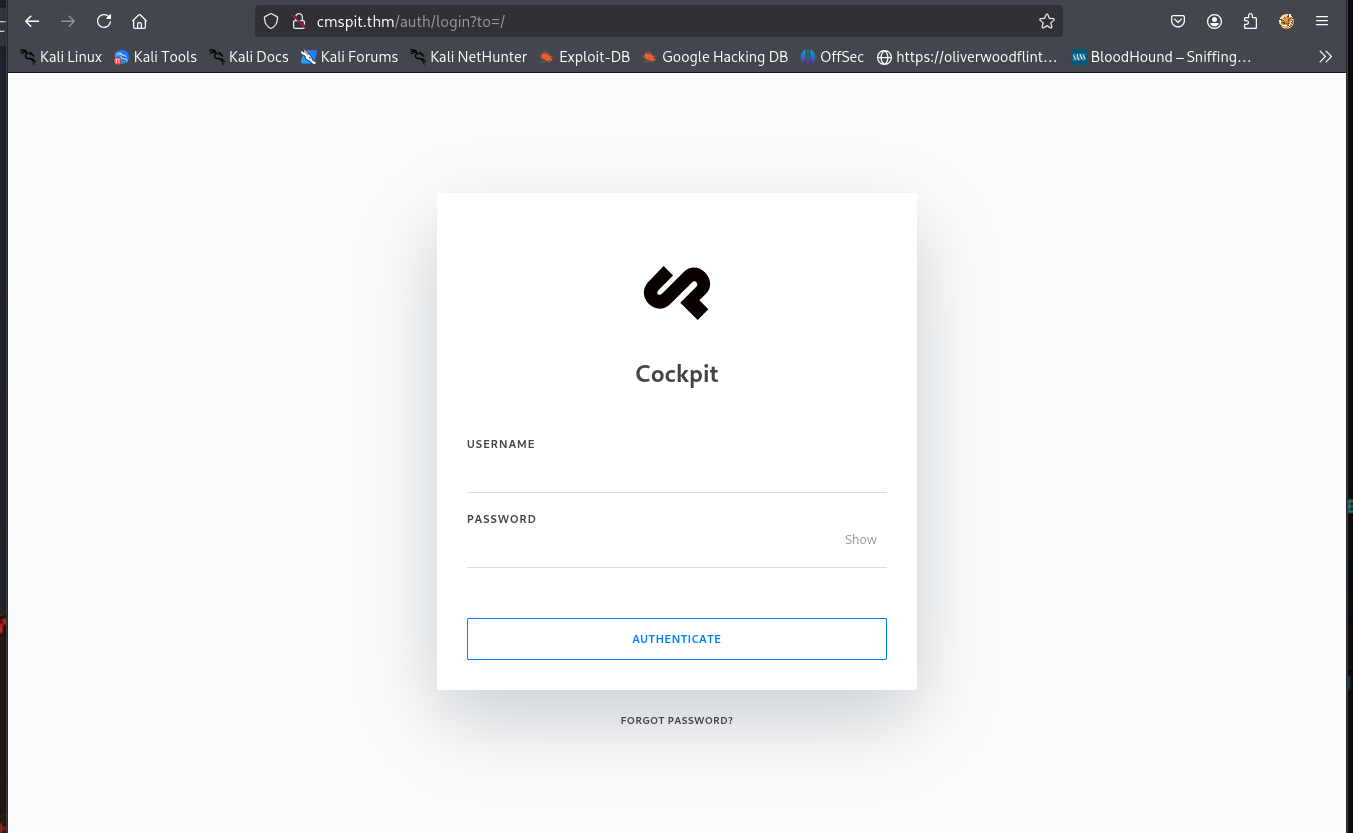 cmspit.thm/auth/login?to=/
Kali Linux Kali Tools Kali Docs Kali Forums Kali NetHunter Exploit-DB Google Hacking DB OffSec https://oliverwoodflint… BloodHound – Sniffing…
Cockpit
USERNAME
PASSWORD
Show
AUTHENTICATE
FORGOT PASSWORD?